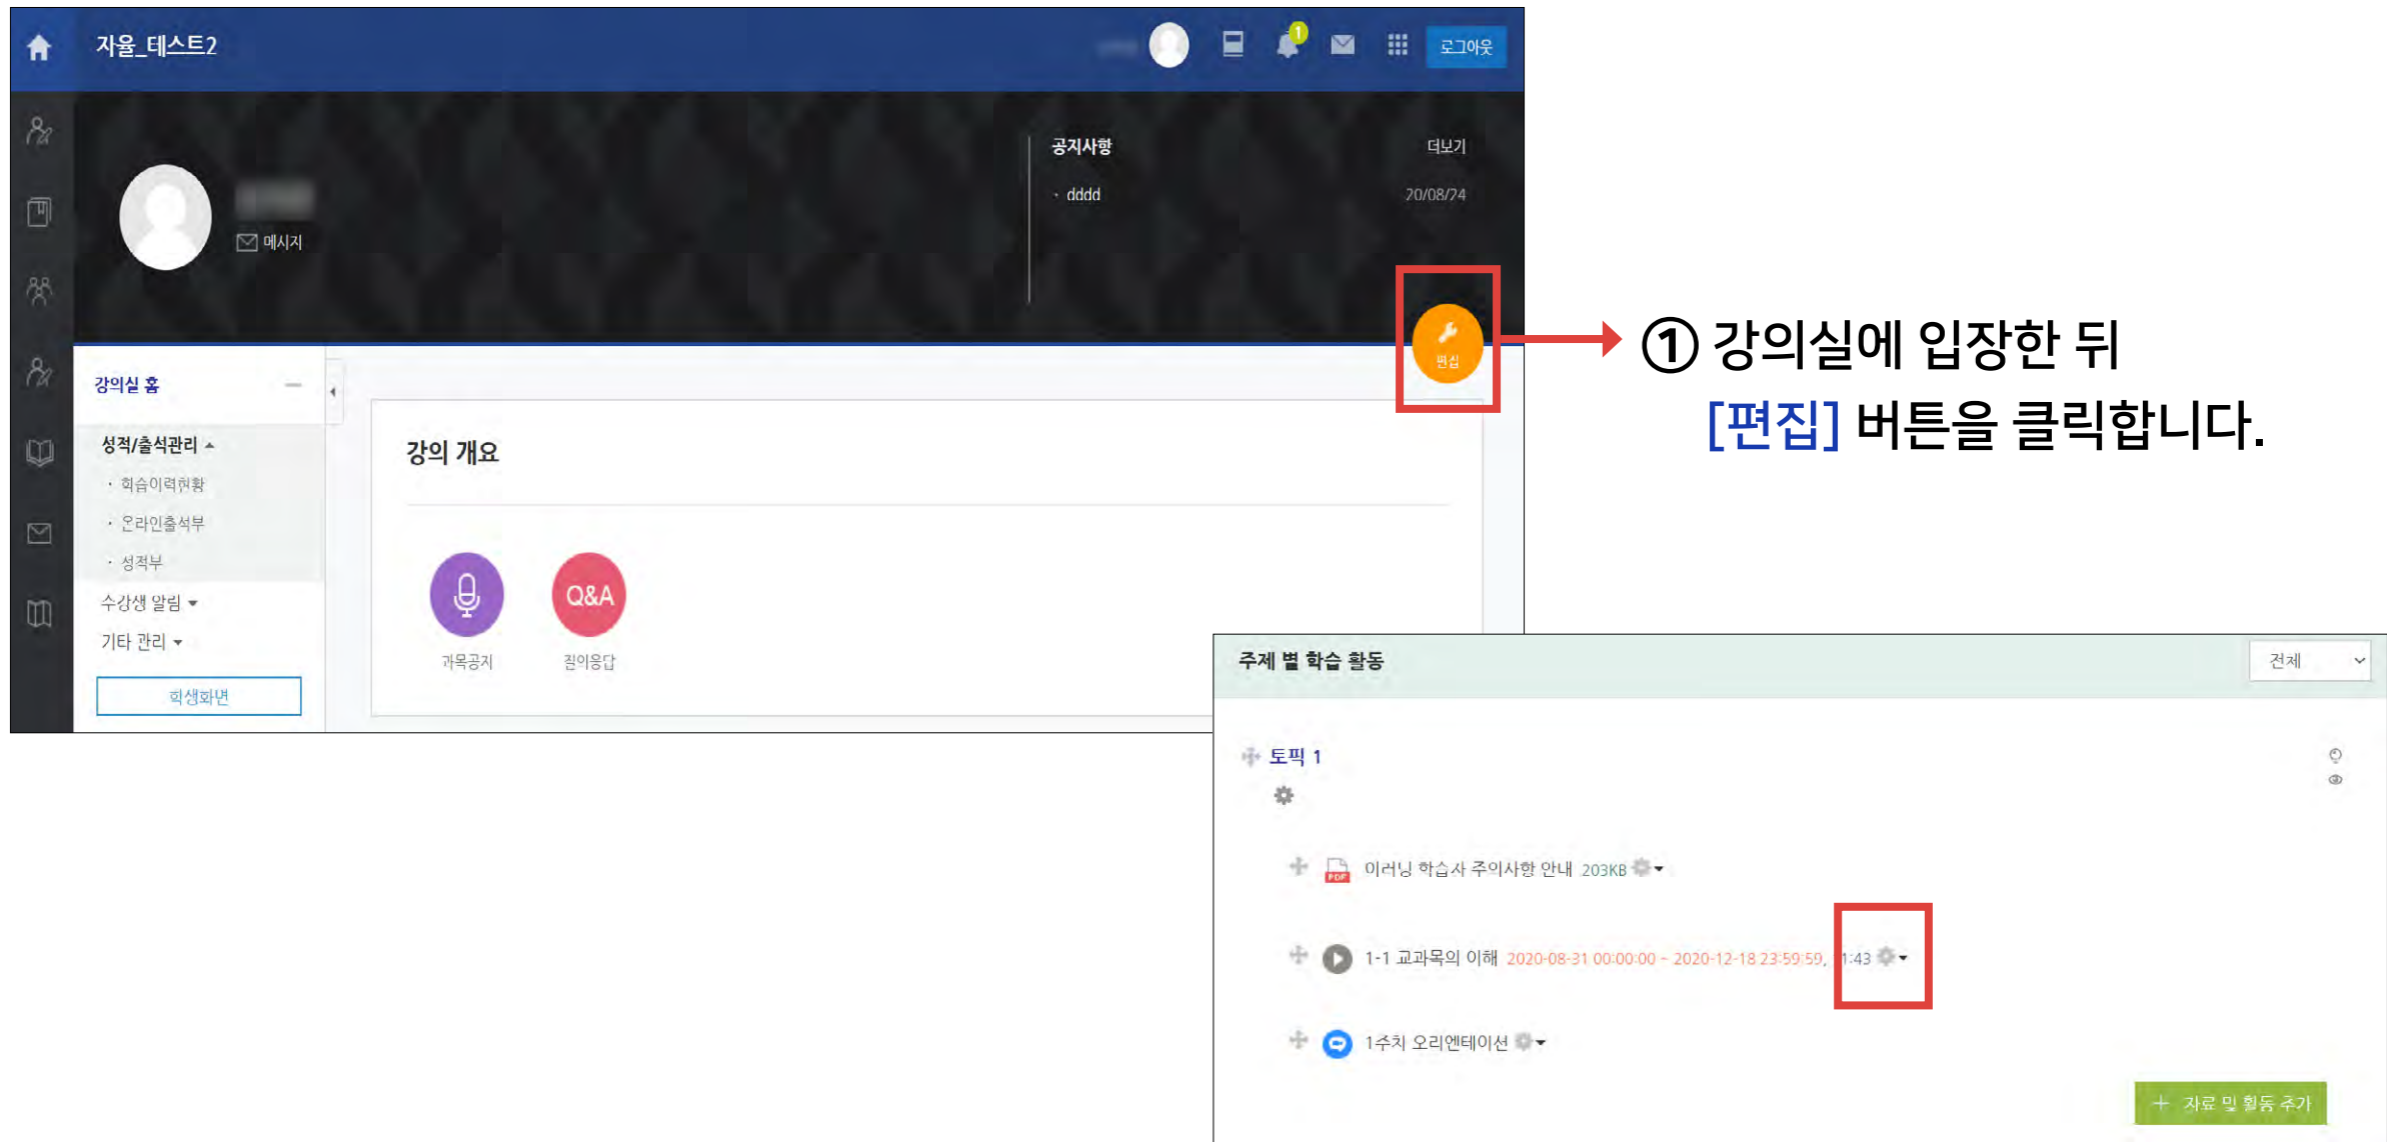 자율_테스트2
1
로그아웃
공지사항 더보기
· dddd 20/08/24
메시지
편집
① 강의실에 입장한 뒤
[편집] 버튼을 클릭합니다.
강의실 홈
성적/출석관리
· 학습이력현황
· 온라인출석부
· 성적부
수강생 알림
기타 관리
학생화면
강의 개요
Q&A
과목공지 질의응답
주제 별 학습 활동 전체
토픽 1
PDF 이러닝 학습자 주의사항 안내 203KB
1-1 교과목의 이해 2020-08-31 00:00:00 ~ 2020-12-18 23:59:59, 1:43
1주차 오리엔테이션
+ 자료 및 활동 추가